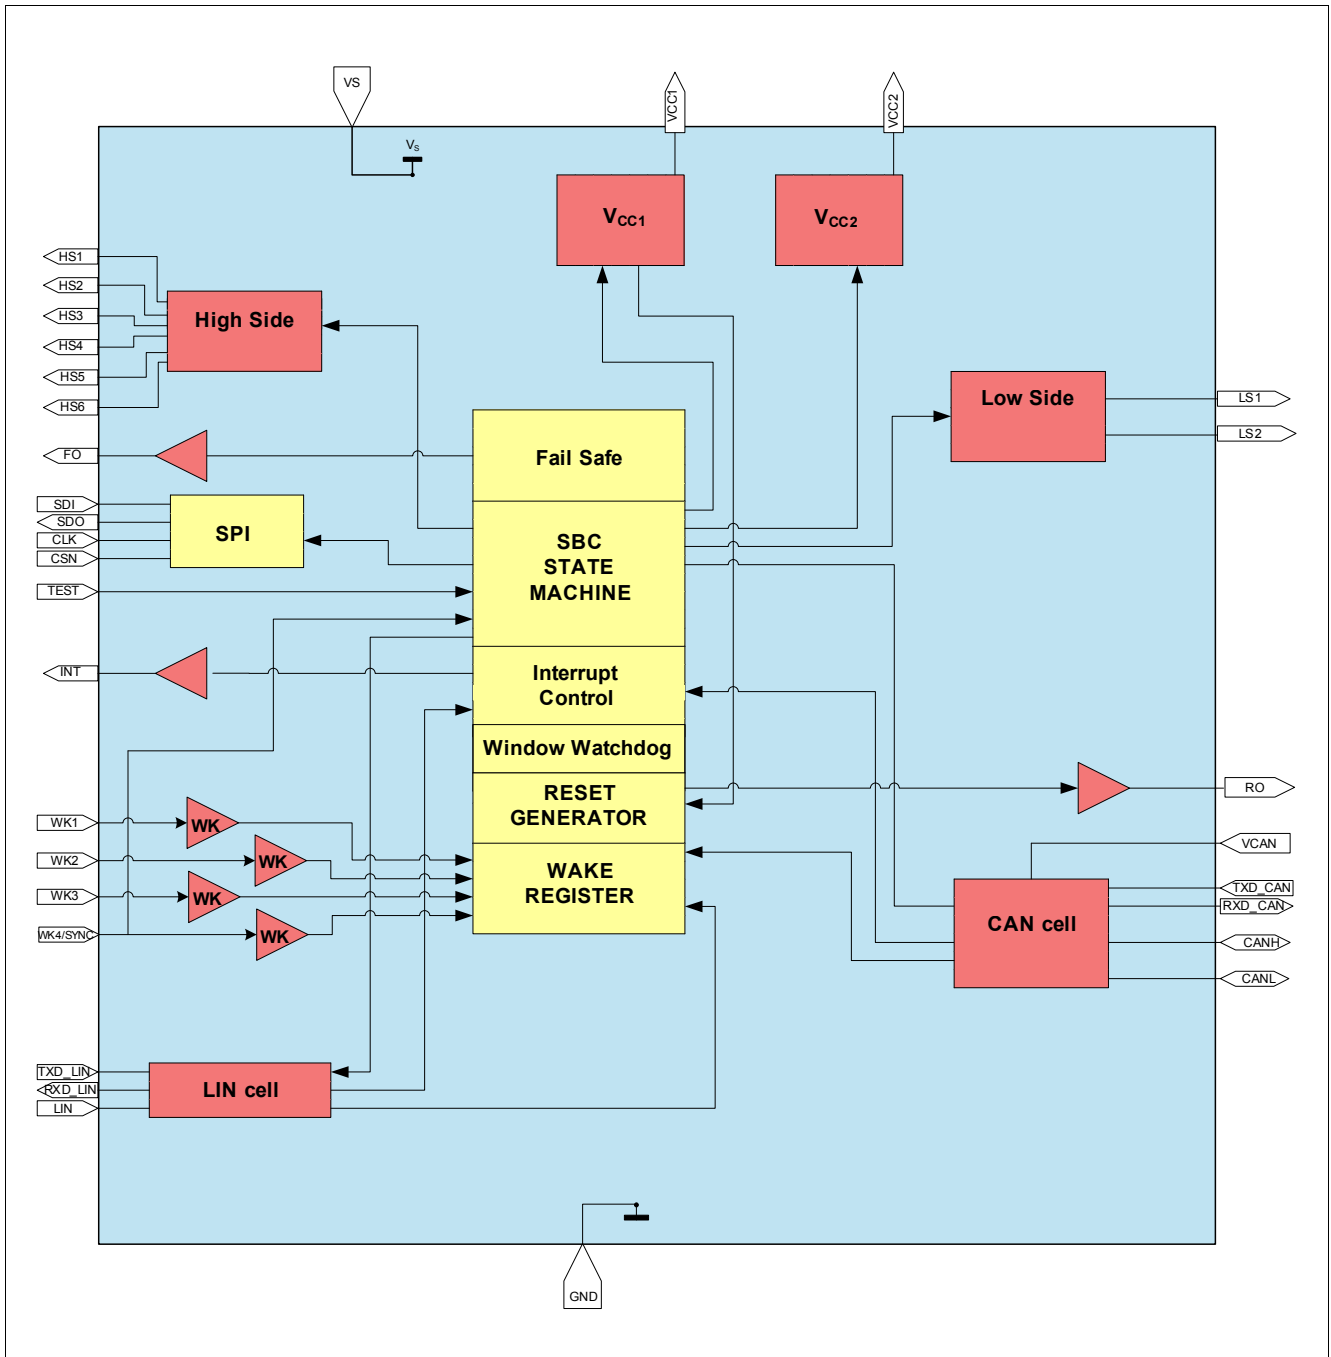 VS
VCC1
VCC2
Vs
VCC1
VCC2
HS1
HS2
HS3
HS4
HS5
HS6
High Side
Low Side
LS1
LS2
FO
Fail Safe
SDI
SDO
CLK
CSN
SPI
SBC
STATE
MACHINE
TEST
INT
Interrupt
Control
Window Watchdog
RESET
GENERATOR
RO
WK1
WK
WK2
WK
WK3
WK
WK4/SYNC
WK
WAKE
REGISTER
VCAN
TXD_CAN
RXD_CAN
CANH
CANL
CAN cell
TXD_LIN
RXD_LIN
LIN
LIN cell
GND